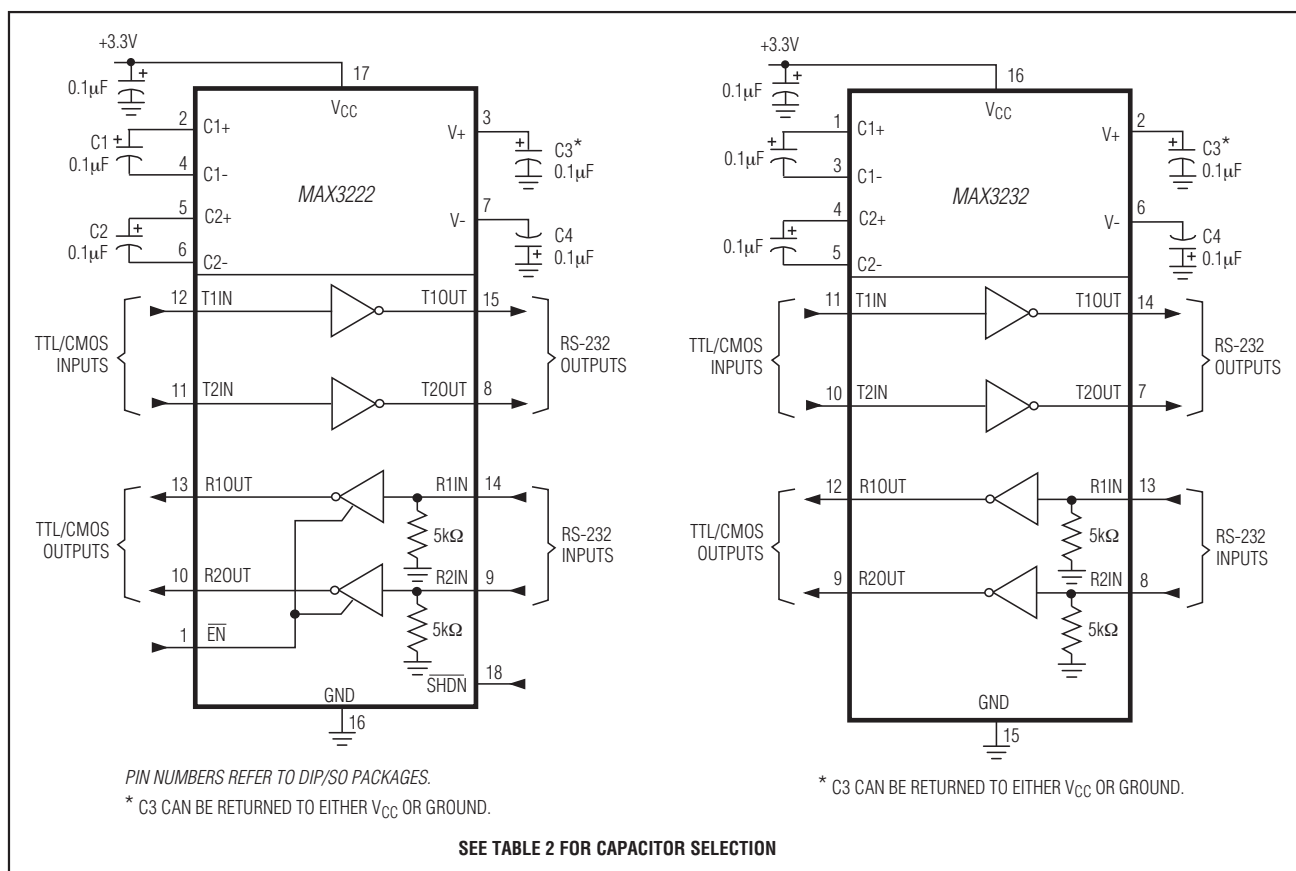 +3.3V
0.1µF
17
VCC
2
C1+
C1
0.1µF
4
C1-
5
C2+
C2
0.1µF
6
C2-
MAX3222
3
V+
C3*
0.1µF
7
V-
C4
0.1µF
12
T1IN
T1OUT
15
TTL/CMOS
INPUTS
RS-232
OUTPUTS
11
T2IN
T2OUT
8
13
R1OUT
R1IN
14
TTL/CMOS
OUTPUTS
5kΩ
RS-232
INPUTS
10
R2OUT
R2IN
9
5kΩ
1
EN
SHDN
18
GND
16
PIN NUMBERS REFER TO DIP/SO PACKAGES.
* C3 CAN BE RETURNED TO EITHER VCC OR GROUND.
+3.3V
0.1µF
16
VCC
1
C1+
0.1µF
3
C1-
4
C2+
0.1µF
5
C2-
MAX3232
2
V+
C3*
0.1µF
6
V-
C4
0.1µF
11
T1IN
T1OUT
14
TTL/CMOS
INPUTS
RS-232
OUTPUTS
10
T2IN
T2OUT
7
12
R1OUT
R1IN
13
TTL/CMOS
OUTPUTS
5kΩ
RS-232
INPUTS
9
R2OUT
R2IN
8
5kΩ
GND
15
* C3 CAN BE RETURNED TO EITHER VCC OR GROUND.
SEE TABLE 2 FOR CAPACITOR SELECTION